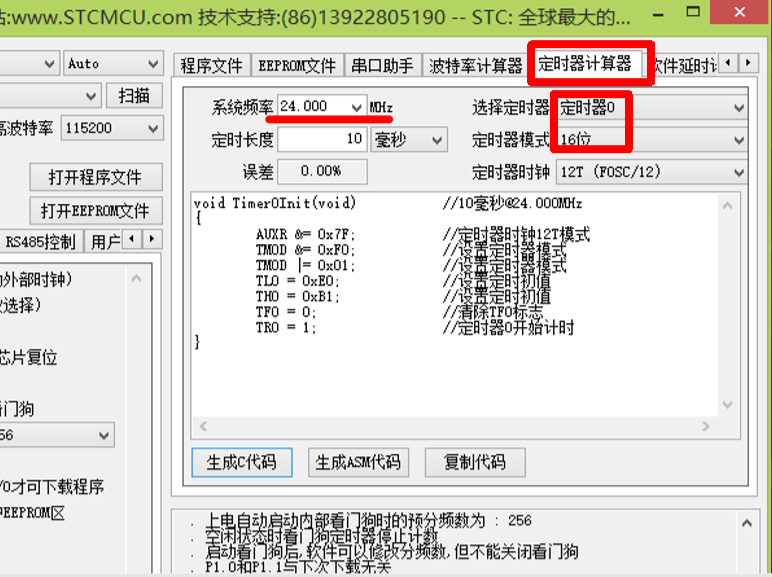 站:www.STCMCU.com 技术支持:(86)13922805190 -- STC: 全球最大的...
Auto
程序文件 EEPROM文件 串口助手 波特率计算器 定时器计算器 软件延时计
扫描
系统频率 24.000 MHz 选择定时器 定时器0
高波特率 115200
定时长度 10 毫秒 定时器模式 16位
误差 0.00% 定时器时钟 12T (FOSC/12)
打开程序文件
打开EEPROM文件
RS485控制 用户
void Timer0Init(void) //10毫秒@24.000MHz
{
AUXR &= 0x7F; //定时器时钟12T模式
TMOD &= 0xF0; //设置定时器模式
TMOD |= 0x01; //设置定时器模式
TL0 = 0xE0; //设置定时初值
TH0 = 0xB1; //设置定时初值
TF0 = 0; //清除TF0标志
TR0 = 1; //定时器0开始计时
}
外部时钟)
选择)
芯片复位
看门狗
56
/0才可下载程序
EEPROM区
生成C代码 生成ASM代码 复制代码
. 上电自动启动内部看门狗时的预分频数为 : 256
. 空闲状态时看门狗定时器停止计数
. 启动看门狗后,软件可以修改分频数,但不能关闭看门狗
. P1.0和P1.1与下次下载无关